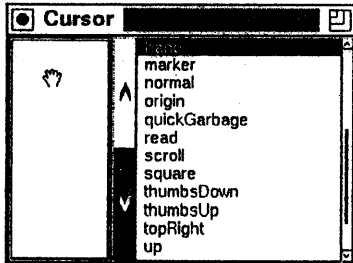 Cursor
marker
normal
origin
quickGarbage
read
scroll
square
thumbsDown
thumbsUp
topRight
up